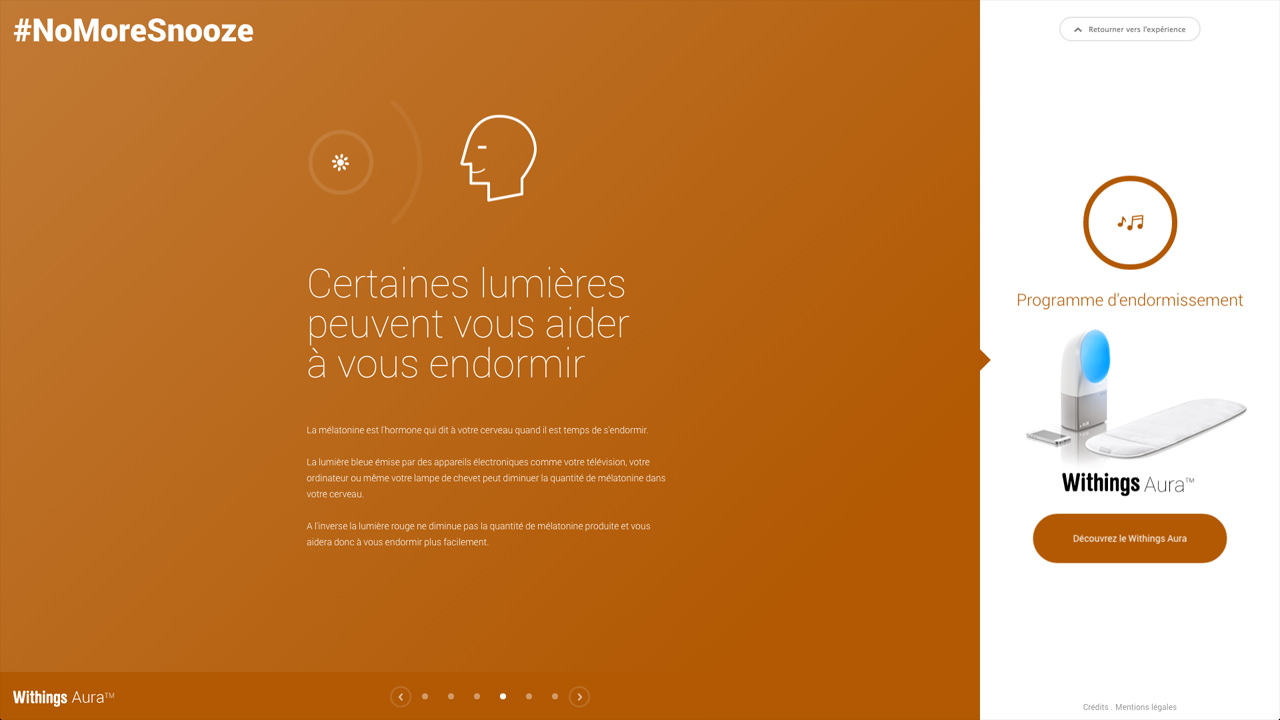 #NoMoreSnooze
Retourner vers l'expérience
Certaines lumières
peuvent vous aider
à vous endormir
La mélatonine est l'hormone qui dit à votre cerveau quand il est temps de s'endormir.
La lumière bleue émise par des appareils électroniques comme votre télévision, votre
ordinateur ou même votre lampe de chevet peut diminuer la quantité de mélatonine dans
votre cerveau.
A l'inverse la lumière rouge ne diminue pas la quantité de mélatonine produite et vous
aidera donc à vous endormir plus facilement.
Programme d'endormissement
Withings Aura™
Découvrez le Withings Aura
Withings Aura™
Crédits . Mentions légales